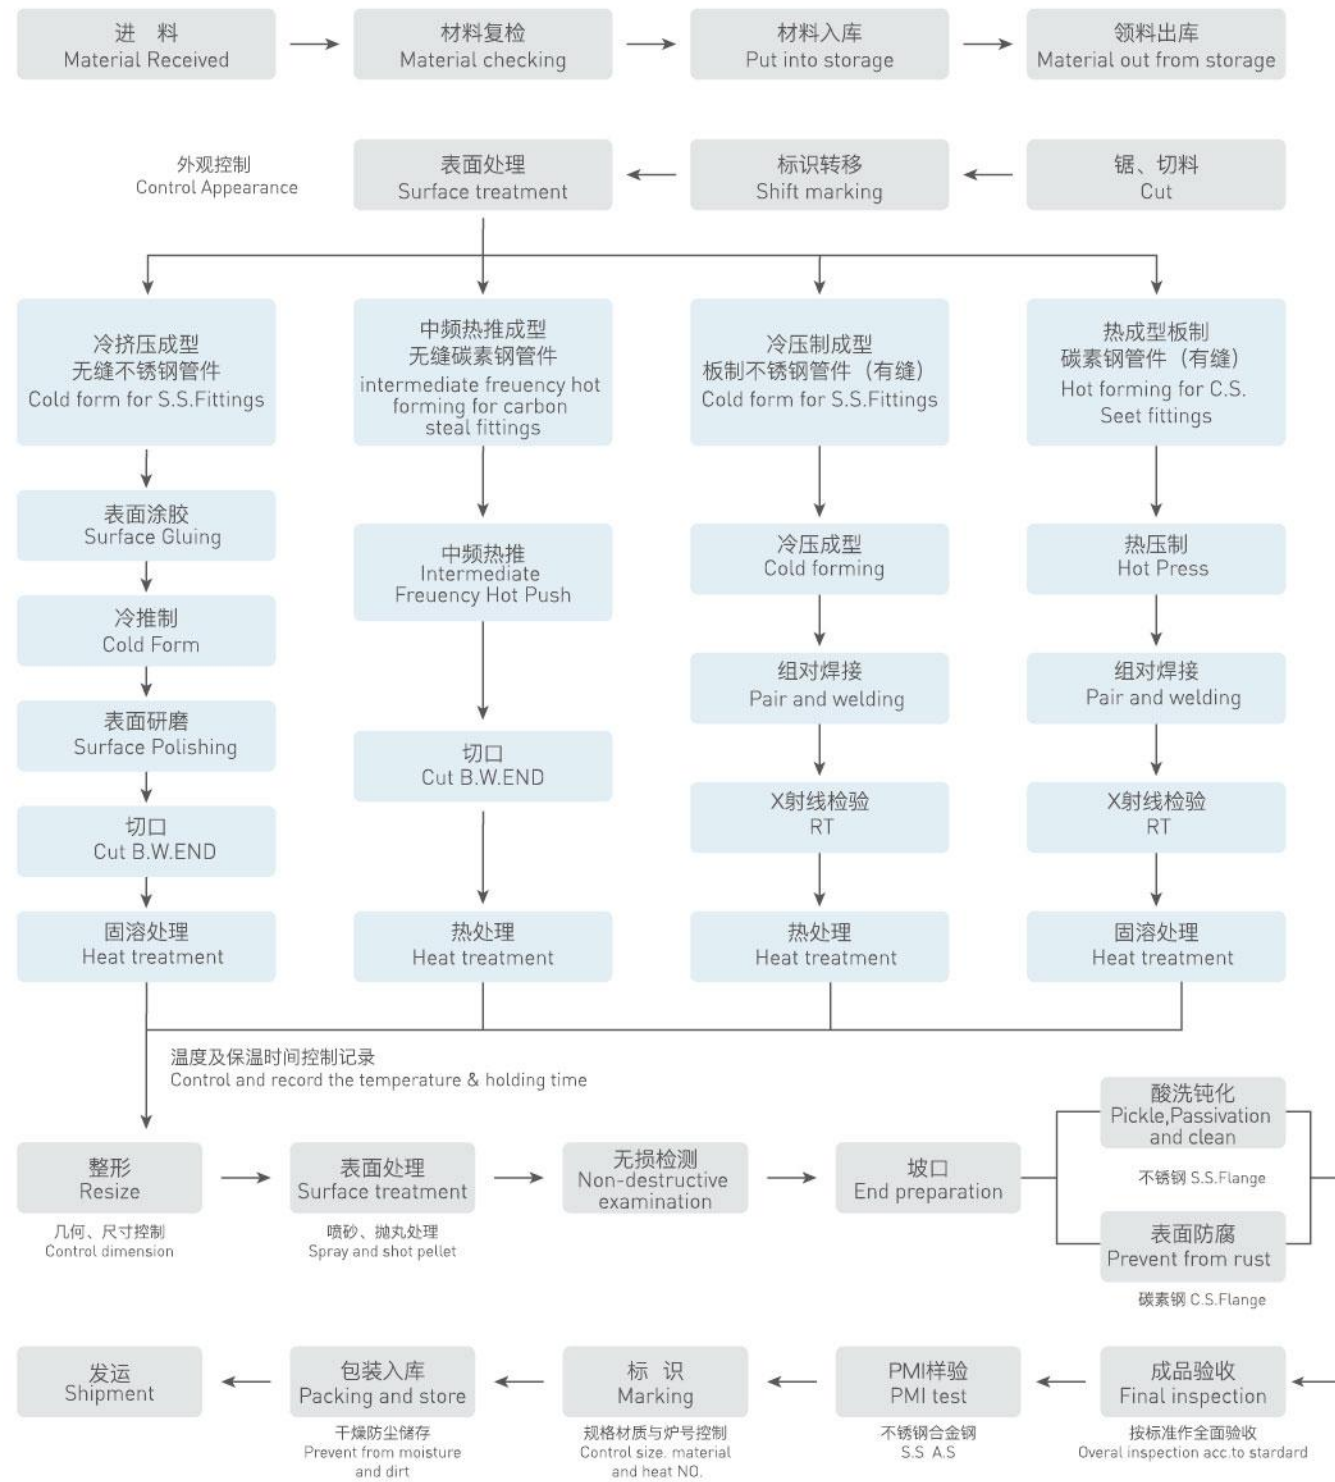 进 料
Material Received
材料复检
Material checking
材料入库
Put into storage
领料出库
Material out from storage
外观控制
Control Appearance
表面处理
Surface treatment
标识转移
Shift marking
锯、切料
Cut
冷挤压成型
无缝不锈钢管件
Cold form for S.S.Fittings
中频热推成型
无缝碳素钢管件
intermediate freuency hot
forming for carbon
steal fittings
冷压制成型
板制不锈钢管件（有缝）
Cold form for S.S.Fittings
热成型板制
碳素钢管件（有缝）
Hot forming for C.S.
Seet fittings
表面涂胶
Surface Gluing
冷推制
Cold Form
表面研磨
Surface Polishing
切口
Cut B.W.END
固溶处理
Heat treatment
中频热推
Intermediate
Freuency Hot Push
切口
Cut B.W.END
热处理
Heat treatment
冷压成型
Cold forming
组对焊接
Pair and welding
X射线检验
RT
热处理
Heat treatment
热压制
Hot Press
组对焊接
Pair and welding
X射线检验
RT
固溶处理
Heat treatment
温度及保温时间控制记录
Control and record the temperature & holding time
整形
Resize
几何、尺寸控制
Control dimension
表面处理
Surface treatment
喷砂、抛丸处理
Spray and shot pellet
无损检测
Non-destructive
examination
坡口
End preparation
酸洗钝化
Pickle,Passivation
and clean
不锈钢 S.S.Flange
表面防腐
Prevent from rust
碳素钢 C.S.Flange
发运
Shipment
包装入库
Packing and store
干燥防尘储存
Prevent from moisture
and dirt
标 识
Marking
规格材质与炉号控制
Control size. material
and heat NO.
PMI样验
PMI test
不锈钢合金钢
S.S A.S
成品验收
Final inspection
按标准作全面验收
Overal inspection acc.to stardard